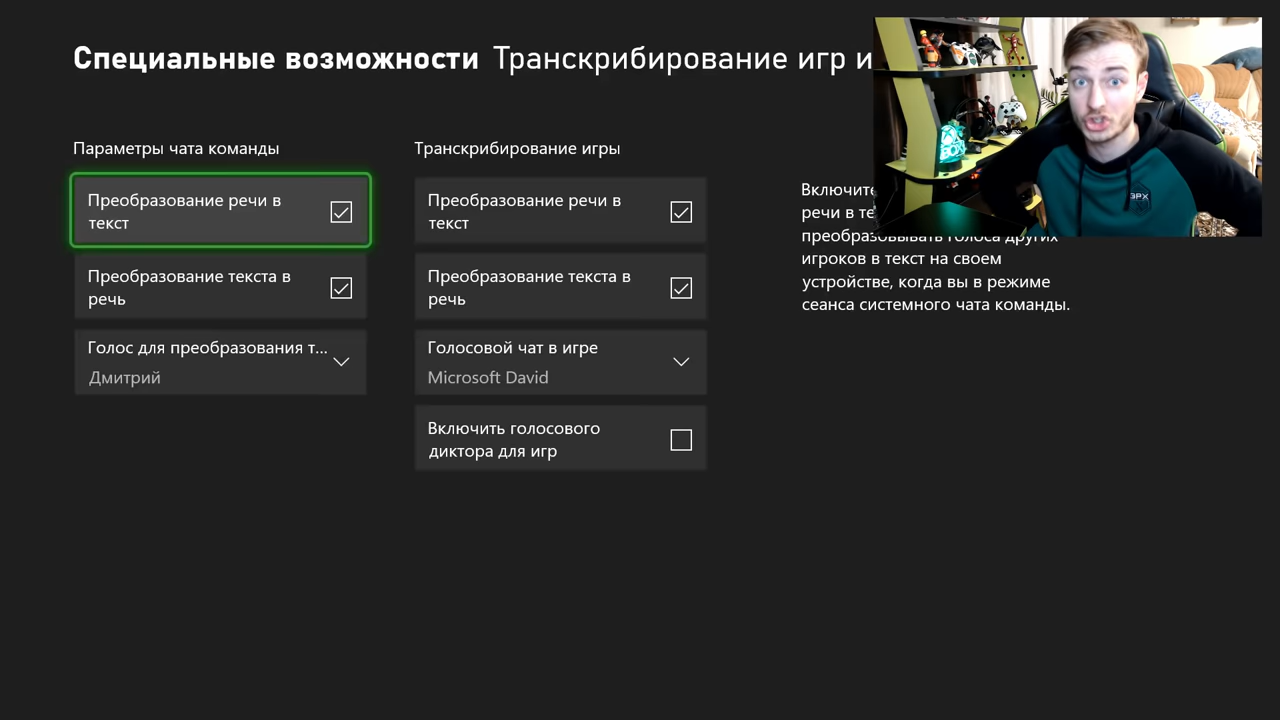 Специальные возможности Транскрибирование игр и
Параметры чата команды
Преобразование речи в
текст
Преобразование текста в
речь
Голос для преобразования т...
Дмитрий
Транскрибирование игры
Преобразование речи в
текст
Преобразование текста в
речь
Голосовой чат в игре
Microsoft David
Включить голосового
диктора для игр
Включите
речи в те
преобразовывать голоса других
игроков в текст на своем
устройстве, когда вы в режиме
сеанса системного чата команды.
XBOX